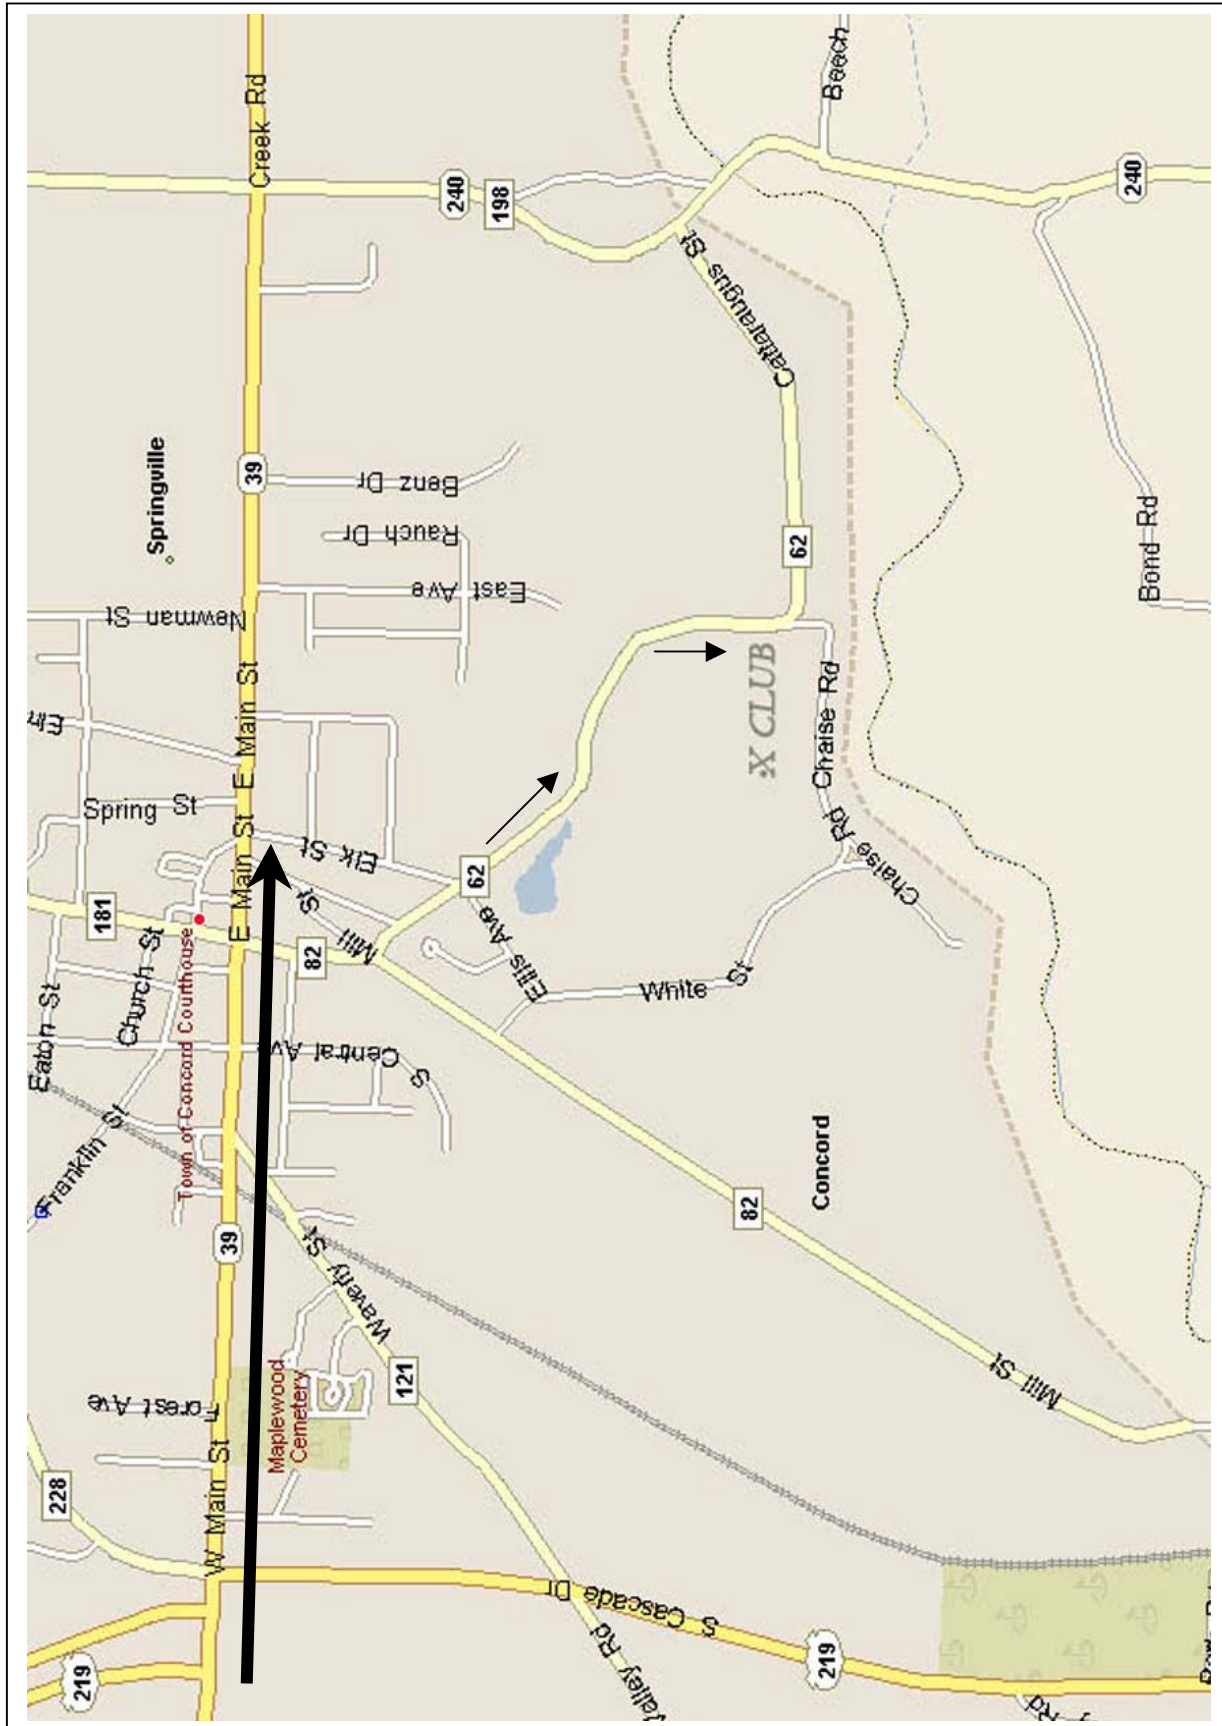 Creek Rd
240
198
Beech
240
Cattaraugus St
Springville
39
Benz Dr
Rauch Dr
East Ave
Newman St
62
Bond Rd
E Main St
Elm
Spring St
E Main St
Elk St
X CLUB
Chaise Rd
Chaise Rd
62
181
Mill St
82
Ellis Ave
White St
Church St
Eaton St
Town of Concord Courthouse
S Central Ave
Franklin St
Concord
82
39
Waverly St
121
Mill St
Maplewood
Cemetery
Forest Ave
W Main St
228
S Cascade Dr
219
219
Valley Rd
Rd